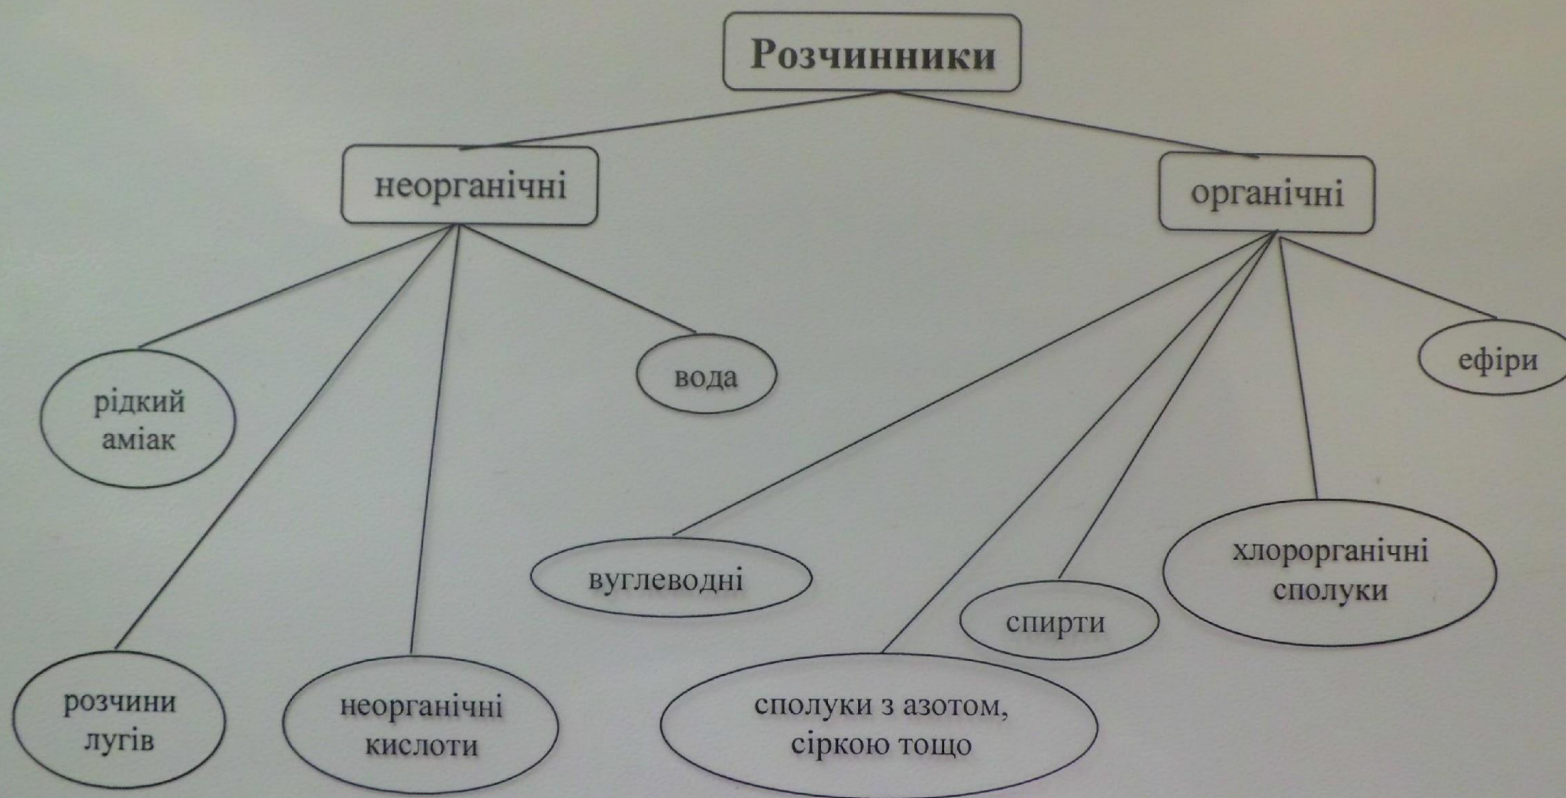 Розчинники
неорганічні
органічні
рідкий
аміак
вода
ефіри
вуглеводні
спирти
хлорорганічні
сполуки
розчини
лугів
неорганічні
кислоти
сполуки з азотом,
сіркою тощо